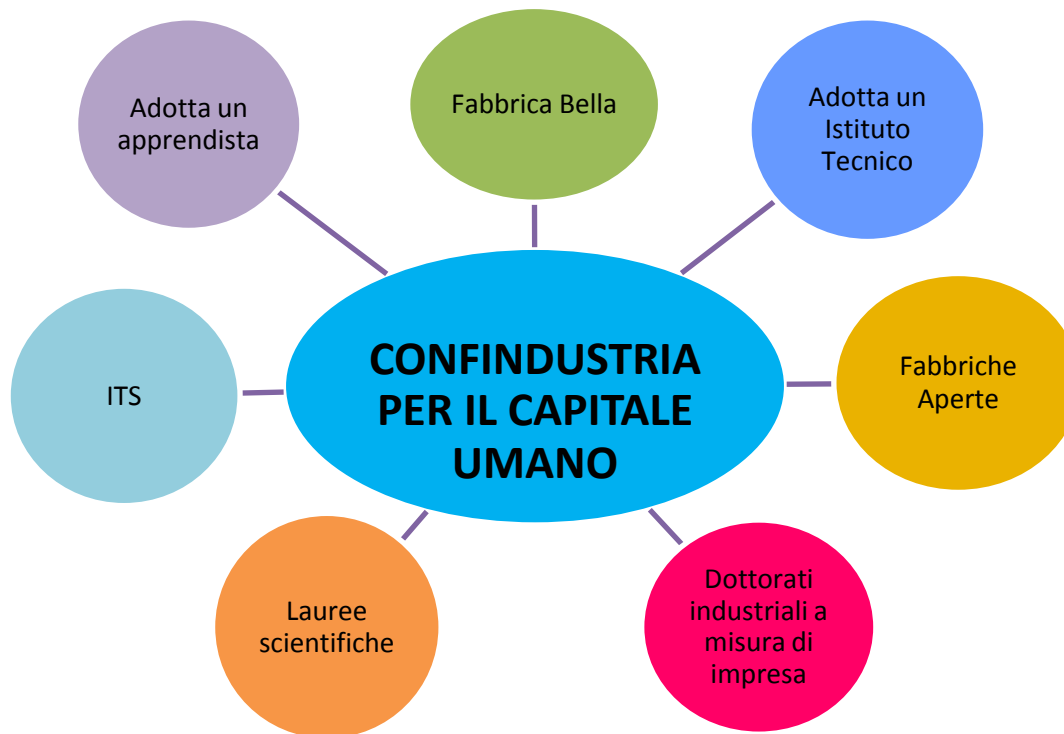 Adotta un
apprendista
Fabbrica Bella
Adotta un
Istituto
Tecnico
ITS
CONFINDUSTRIA
PER IL CAPITALE
UMANO
Fabbriche
Aperte
Lauree
scientifiche
Dottorati
industriali a
misura di
impresa